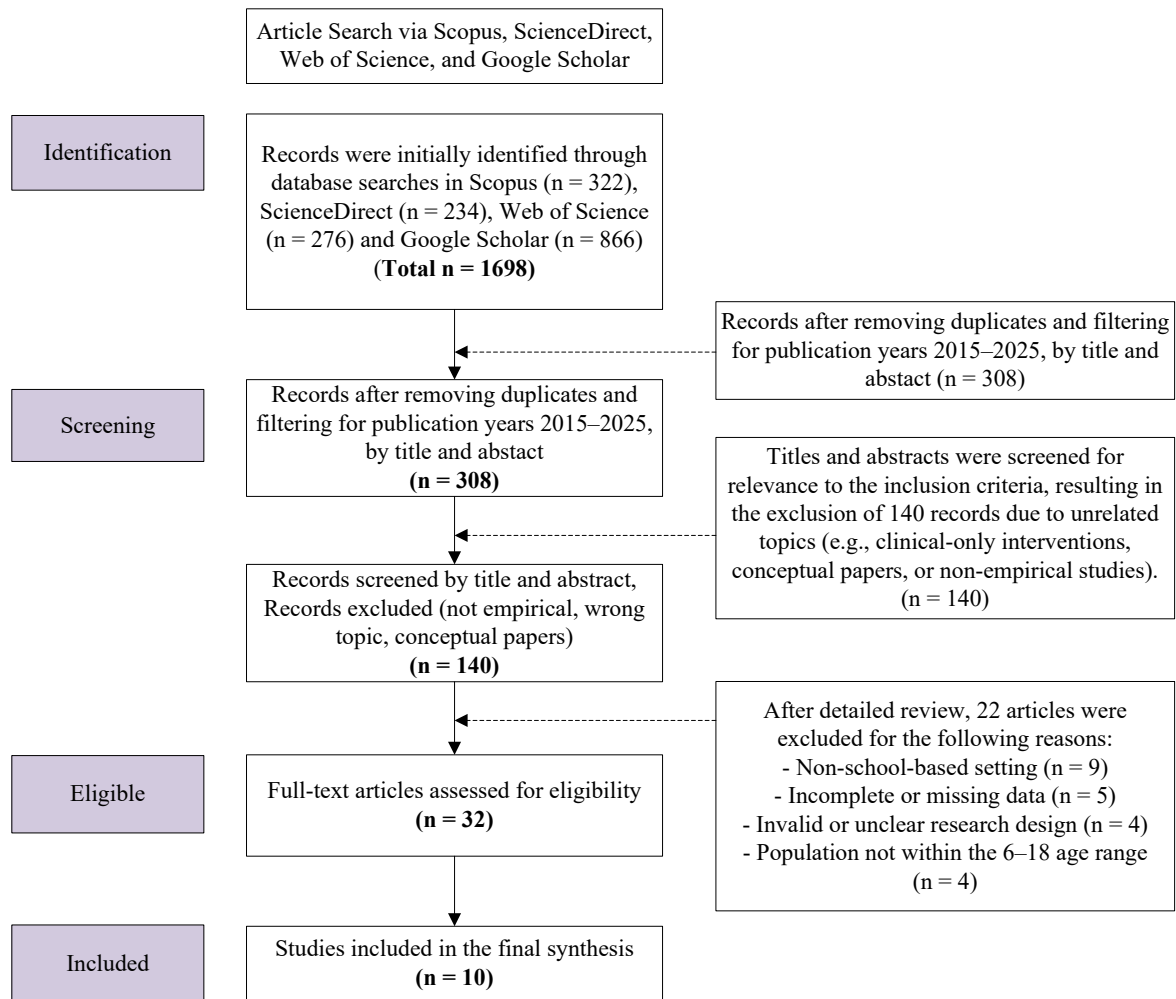 Article Search via Scopus, ScienceDirect,
Web of Science, and Google Scholar
Identification
Records were initially identified through
database searches in Scopus (n = 322),
ScienceDirect (n = 234), Web of Science
(n = 276) and Google Scholar (n = 866)
(Total n = 1698)
Records after removing duplicates and filtering
for publication years 2015–2025, by title and
abstact (n = 308)
Screening
Records after removing duplicates and
filtering for publication years 2015–2025,
by title and abstact
(n = 308)
Titles and abstracts were screened for
relevance to the inclusion criteria, resulting in
the exclusion of 140 records due to unrelated
topics (e.g., clinical-only interventions,
conceptual papers, or non-empirical studies).
(n = 140)
Records screened by title and abstract,
Records excluded (not empirical, wrong
topic, conceptual papers)
(n = 140)
After detailed review, 22 articles were
excluded for the following reasons:
- Non-school-based setting (n = 9)
- Incomplete or missing data (n = 5)
- Invalid or unclear research design (n = 4)
- Population not within the 6–18 age range
(n = 4)
Eligible
Full-text articles assessed for eligibility
(n = 32)
Included
Studies included in the final synthesis
(n = 10)